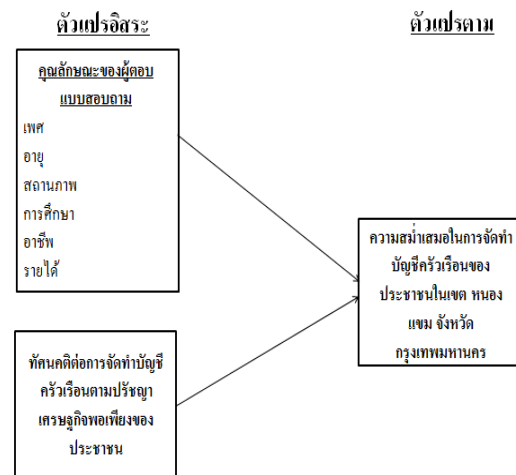 ตัวแปรอิสระ
ตัวแปรตาม
คุณลักษณะของผู้ตอบ
แบบสอบถาม
เพศ
อายุ
สถานภาพ
การศึกษา
อาชีพ
รายได้
ความสม่ำเสมอในการจัดทำ
บัญชีครัวเรือนของ
ประชาชนในเขต หนอง
แขม จังหวัด
กรุงเทพมหานคร
ทัศนคติต่อการจัดทำบัญชี
ครัวเรือนตามปรัชญา
เศรษฐกิจพอเพียงของ
ประชาชน